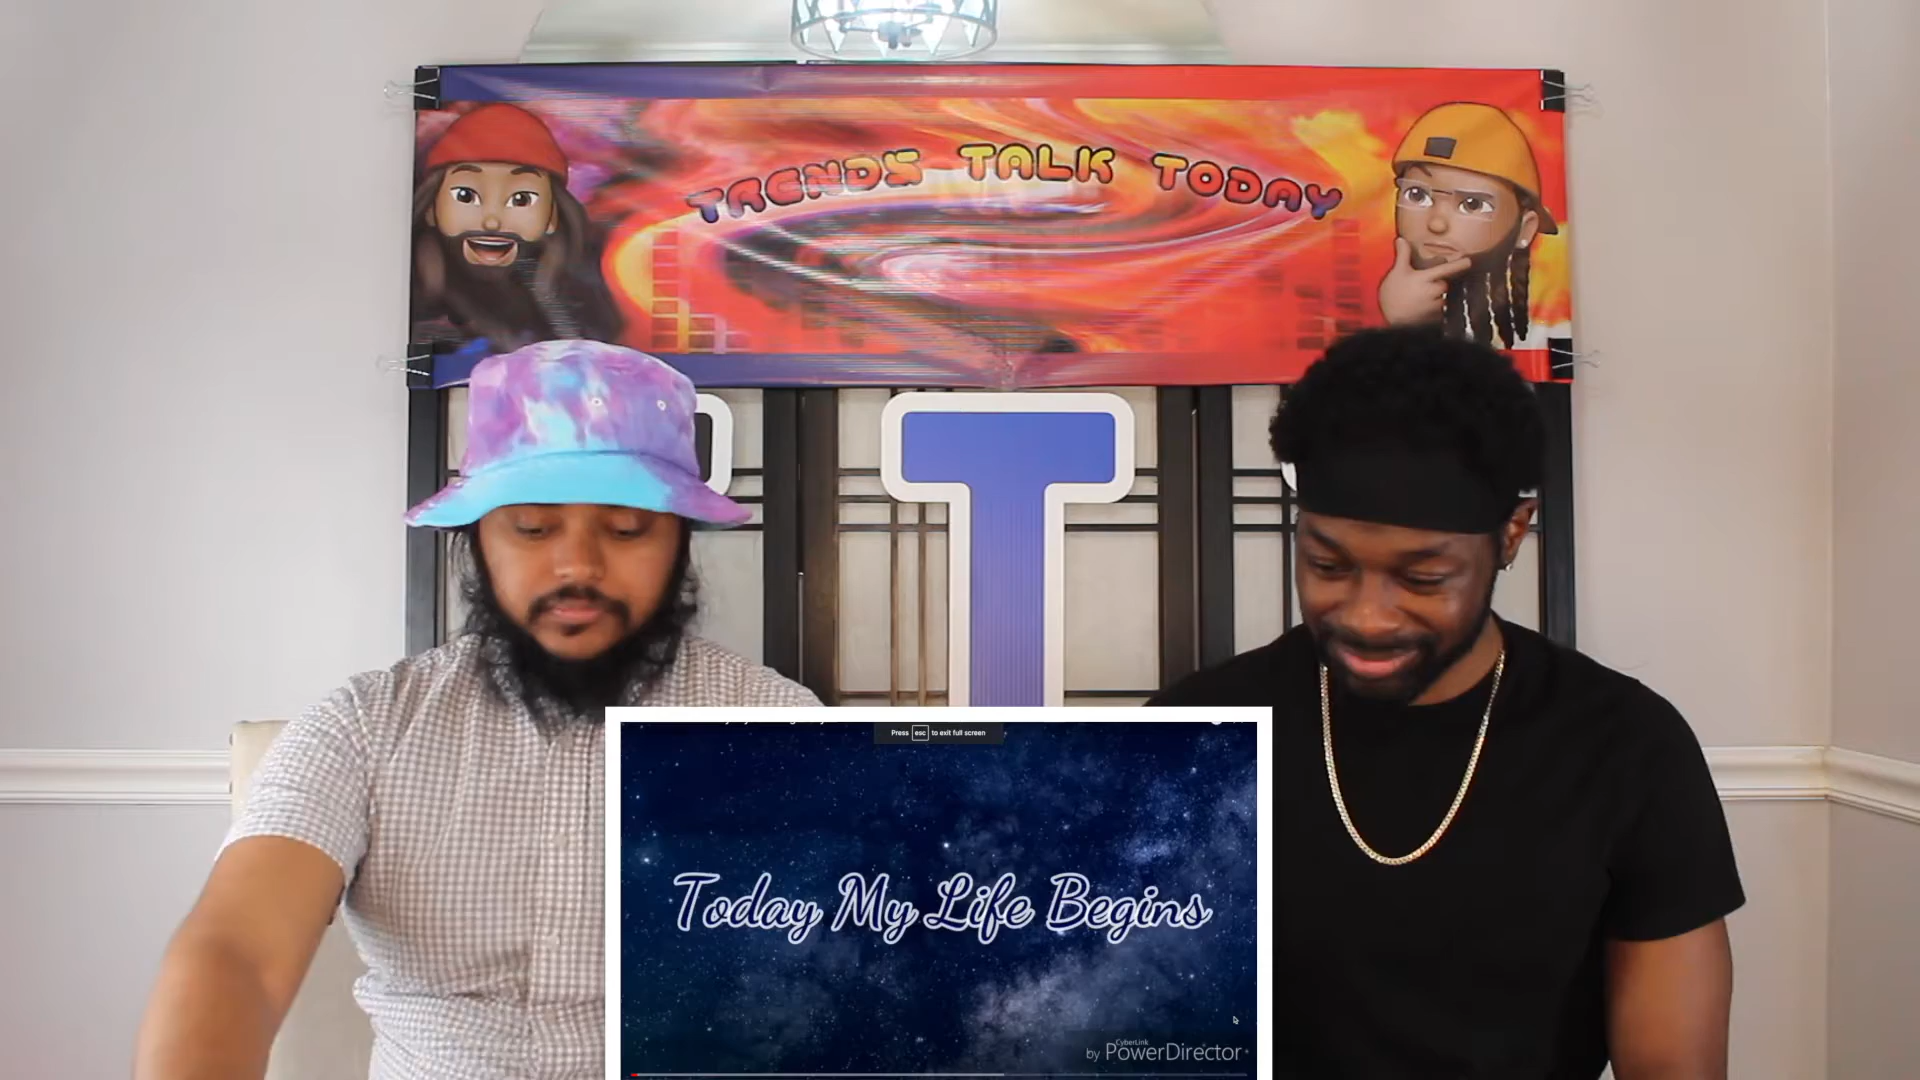 TRENDS TALK TODAY
T
Press esc to exit full screen
Today My Life Begins
CyberLink
by PowerDirector